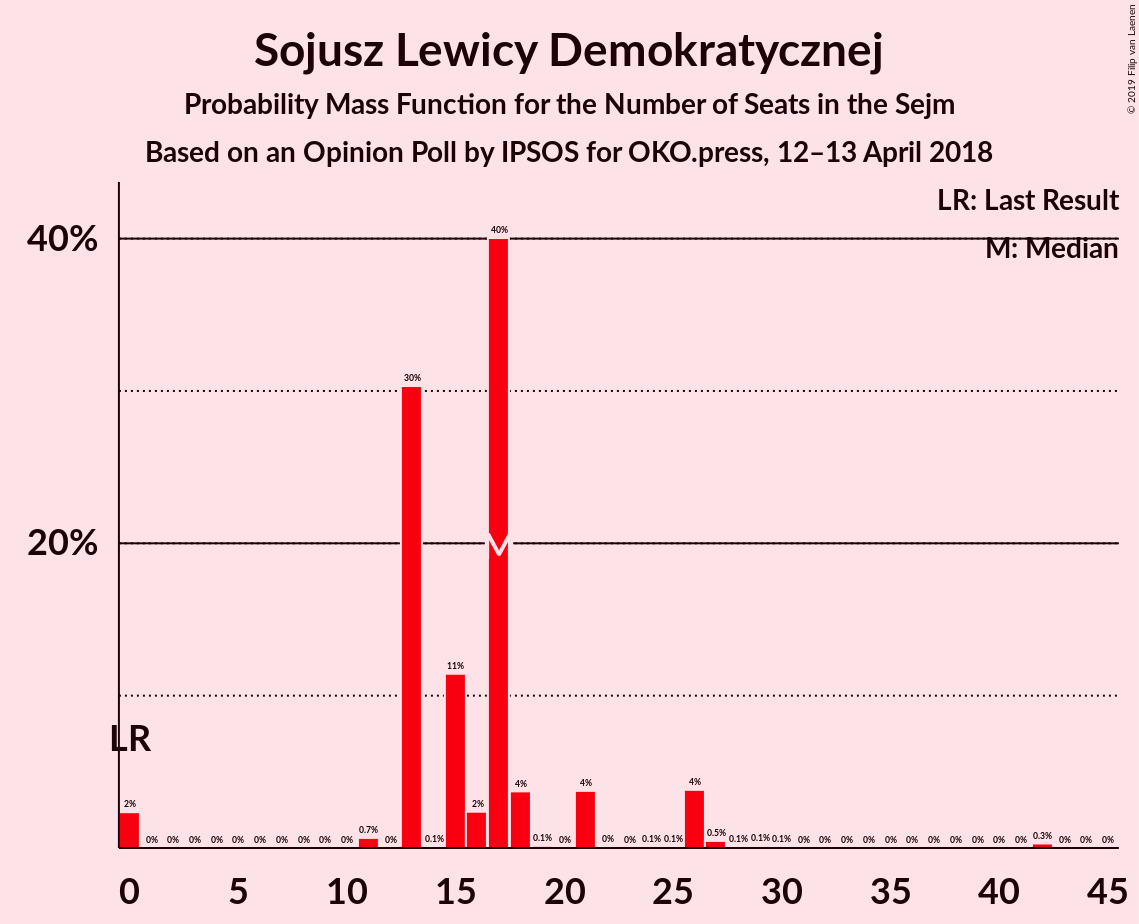 Sojusz Lewicy Demokratycznej
Probability Mass Function for the Number of Seats in the Sejm
Based on an Opinion Poll by IPSOS for OKO.press, 12–13 April 2018
© 2019 Filip van Laenen
LR: Last Result
M: Median
40%
20%
LR
2% 0% 0% 0% 0% 0% 0% 0% 0% 0% 0% 0.7% 0% 30% 0.1% 11% 2% 40% 4% 0.1% 0% 4% 0% 0% 0.1% 0.1% 4% 0.5% 0.1% 0.1% 0.1% 0% 0% 0% 0% 0% 0% 0% 0% 0% 0% 0% 0.3% 0% 0% 0%
0 5 10 15 20 25 30 35 40 45